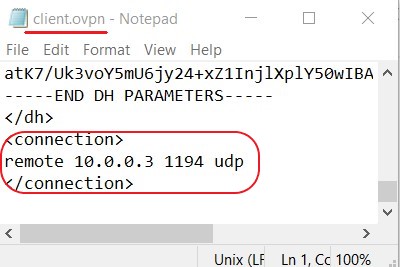 client.ovpn - Notepad
File Edit Format View Help
atK7/Uk3voY5mU6jy24+xZ1InjlXplY50wIBA
-----END DH PARAMETERS-----
</dh>
<connection>
remote 10.0.0.3 1194 udp
</connection>
Unix (LF Ln 1, Cc 100%